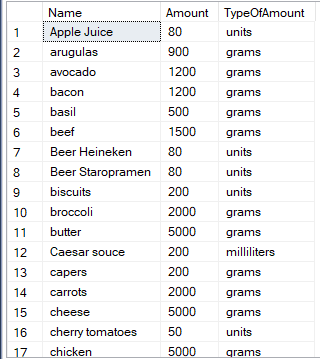 Name Amount TypeOfAmount
1 Apple Juice 80 units
2 arugulas 900 grams
3 avocado 1200 grams
4 bacon 1200 grams
5 basil 500 grams
6 beef 1500 grams
7 Beer Heineken 80 units
8 Beer Staropramen 80 units
9 biscuits 200 units
10 broccoli 2000 grams
11 butter 5000 grams
12 Caesar souce 200 milliliters
13 capers 200 grams
14 carrots 2000 grams
15 cheese 5000 grams
16 cherry tomatoes 50 units
17 chicken 5000 grams